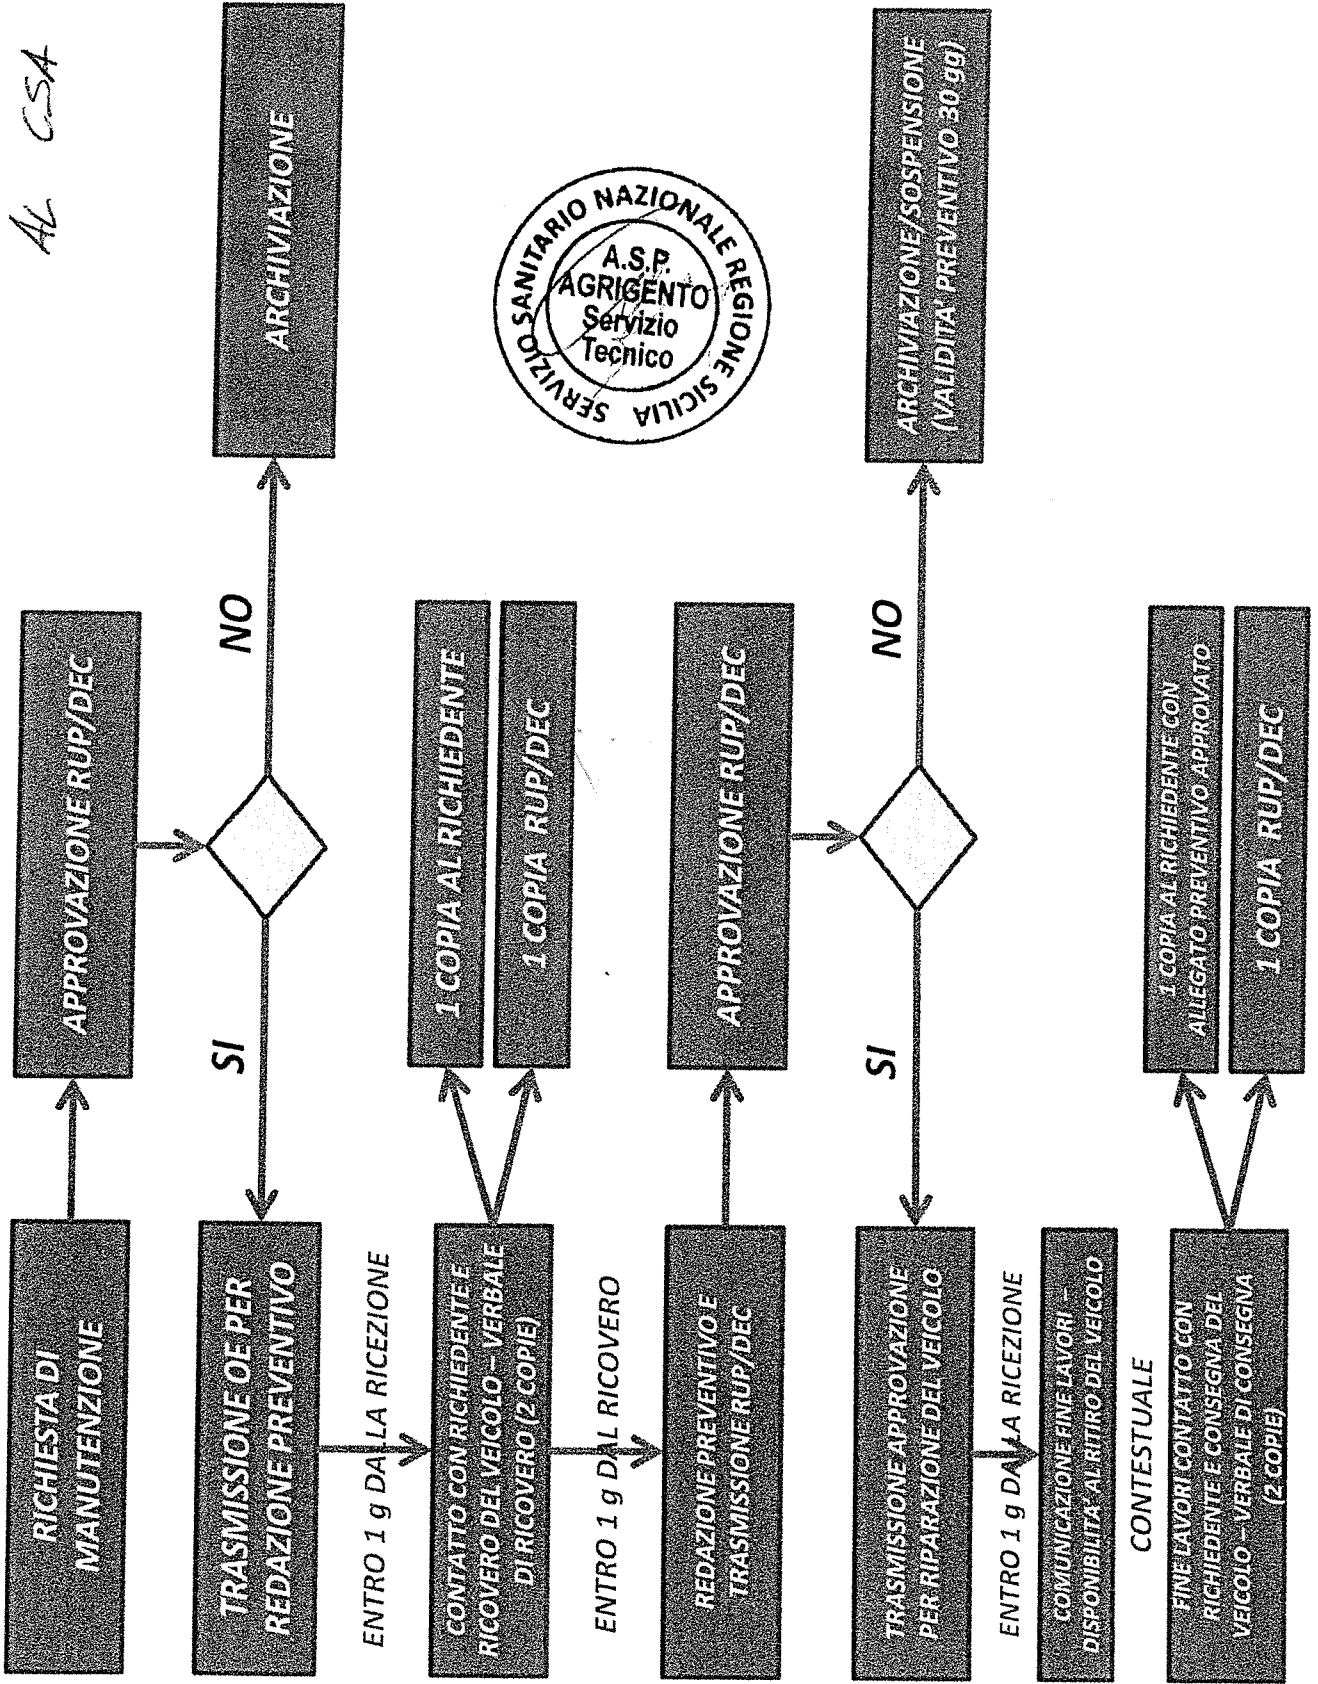 AL CSA
RICHIESTA DI
MANUTENZIONE
APPROVAZIONE RUP/DEC
SI
NO
ARCHIVIAZIONE
TRASMISSIONE OE PER
REDAZIONE PREVENTIVO
ENTRO 1 g DALLA RICEZIONE
CONTATTO CON RICHIEDENTE E
RICOVERO DEL VEICOLO – VERBALE
DI RICOVERO (2 COPIE)
1 COPIA AL RICHIEDENTE
1 COPIA RUP/DEC
SERVIZIO SANITARIO NAZIONALE REGIONE SICILIA
A.S.P.
AGRIGENTO
Servizio
Tecnico
ENTRO 1 g DAL RICOVERO
REDAZIONE PREVENTIVO E
TRASMISSIONE RUP/DEC
APPROVAZIONE RUP/DEC
SI
NO
ARCHIVIAZIONE/SOSPENSIONE
(VALIDITA' PREVENTIVO 30 gg)
TRASMISSIONE APPROVAZIONE
PER RIPARAZIONE DEL VEICOLO
ENTRO 1 g DALLA RICEZIONE
COMUNICAZIONE FINE LAVORI –
DISPONIBILITA' AL RITIRO DEL VEICOLO
CONTESTUALE
FINE LAVORI CONTATTO CON
RICHIEDENTE E CONSEGNA DEL
VEICOLO – VERBALE DI CONSEGNA
(2 COPIE)
1 COPIA AL RICHIEDENTE CON
ALLEGATO PREVENTIVO APPROVATO
1 COPIA RUP/DEC